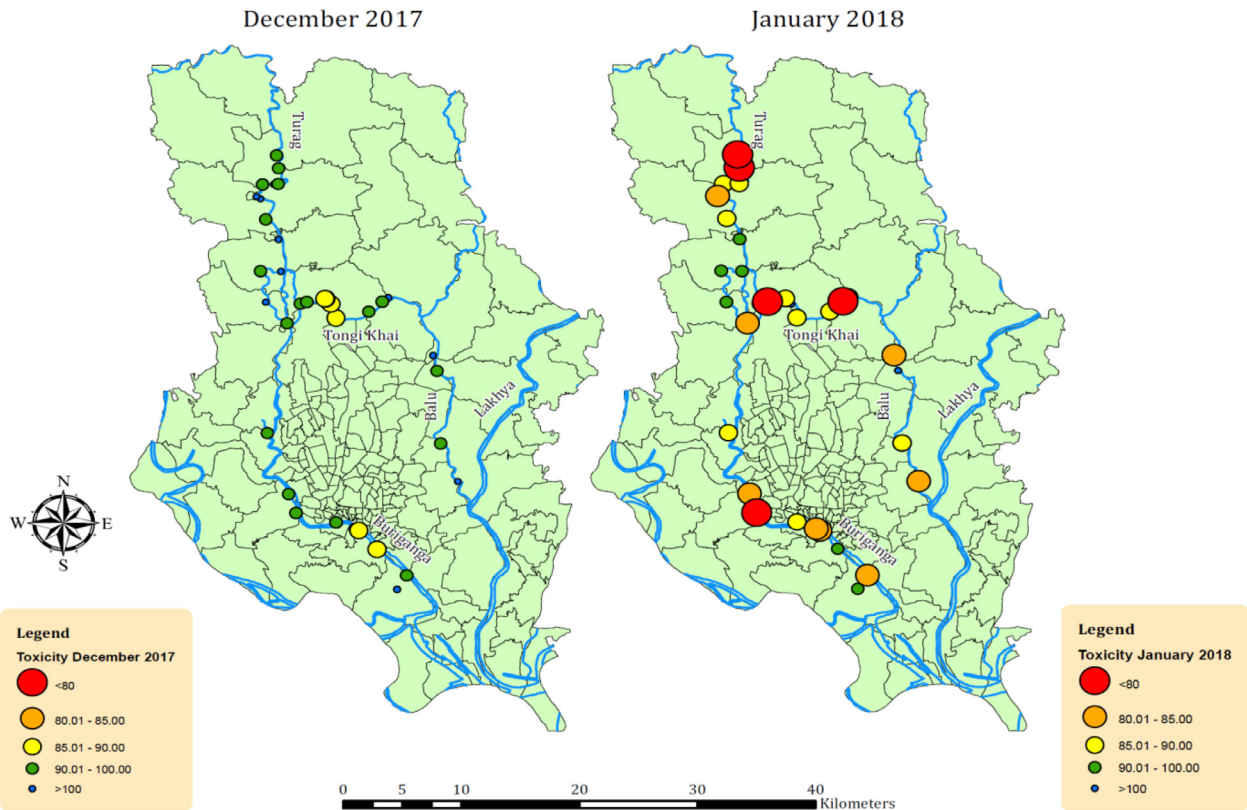 December 2017
January 2018
Turag
Turag
Tongi Khai
Tongi Khai
Balu
Lakhya
Balu
Lakhya
Buriganga
Buriganga
N
W E
S
Legend
Toxicity December 2017
<80
80.01 - 85.00
85.01 - 90.00
90.01 - 100.00
>100
Legend
Toxicity January 2018
<80
80.01 - 85.00
85.01 - 90.00
90.01 - 100.00
>100
0 5 10 20 30 40
Kilometers